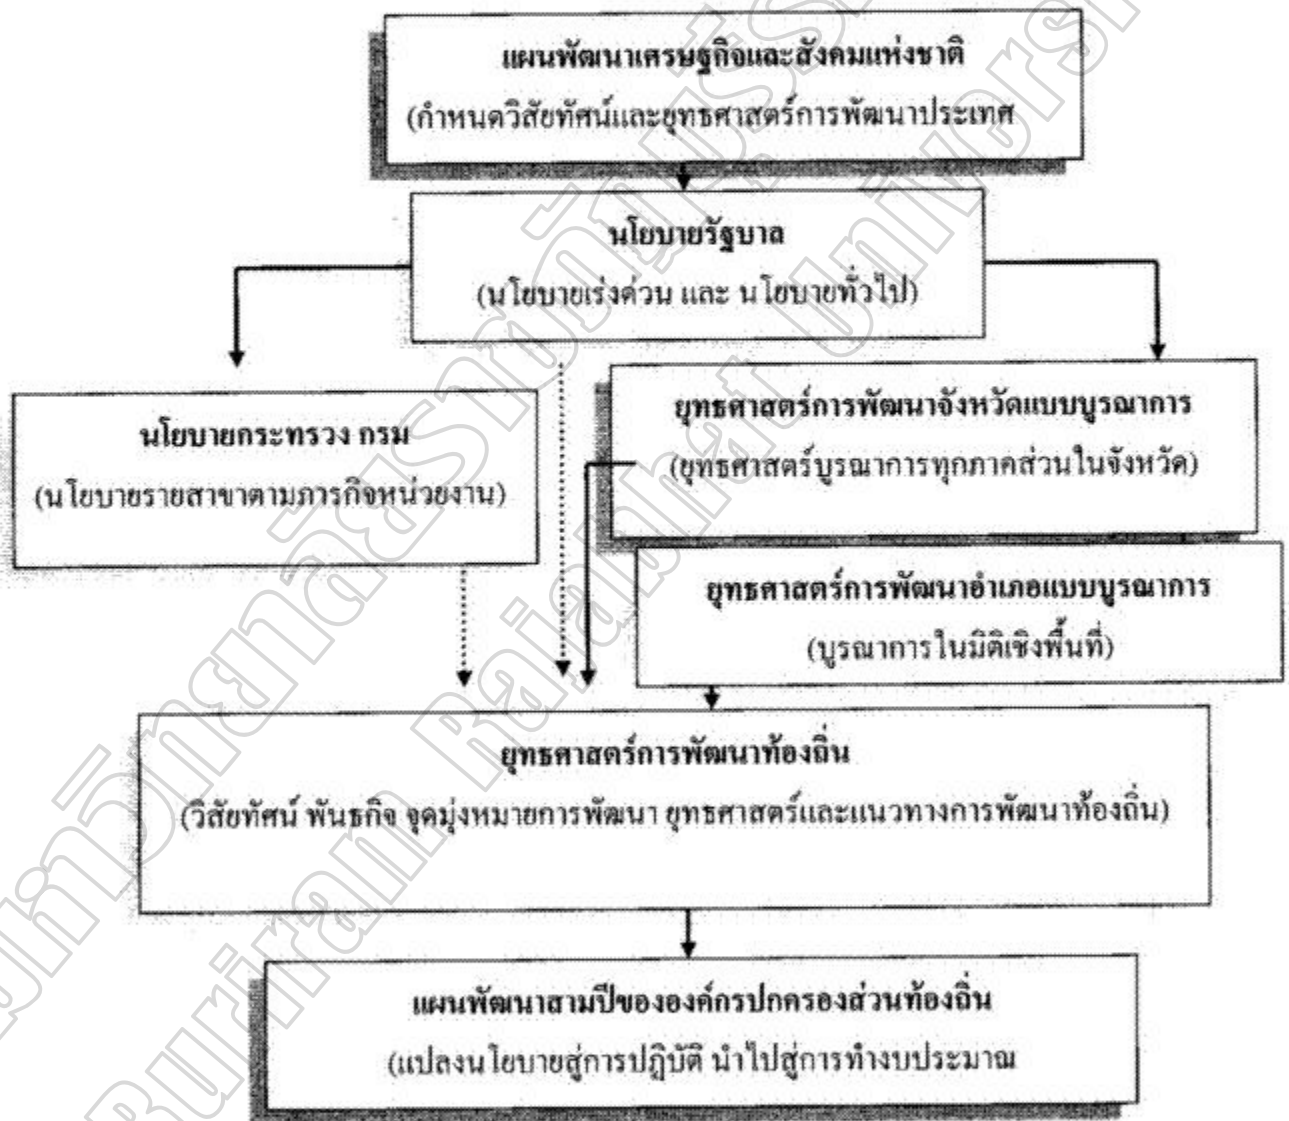 แผนพัฒนาเศรษฐกิจและสังคมแห่งชาติ
(กำหนดวิสัยทัศน์และยุทธศาสตร์การพัฒนาประเทศ
นโยบายรัฐบาล
(นโยบายเร่งด่วน และ นโยบายทั่วไป)
นโยบายกระทรวง กรม
(นโยบายรายสาขาตามภารกิจหน่วยงาน)
ยุทธศาสตร์การพัฒนาจังหวัดแบบบูรณาการ
(ยุทธศาสตร์บูรณาการทุกภาคส่วนในจังหวัด)
ยุทธศาสตร์การพัฒนาอำเภอแบบบูรณาการ
(บูรณาการในมิติเชิงพื้นที่)
ยุทธศาสตร์การพัฒนาท้องถิ่น
(วิสัยทัศน์ พันธกิจ จุดมุ่งหมายการพัฒนา ยุทธศาสตร์และแนวทางการพัฒนาท้องถิ่น)
แผนพัฒนาสามปีขององค์กรปกครองส่วนท้องถิ่น
(แปลงนโยบายสู่การปฏิบัติ นำไปสู่การทำงบประมาณ
Buriram Rajabhat